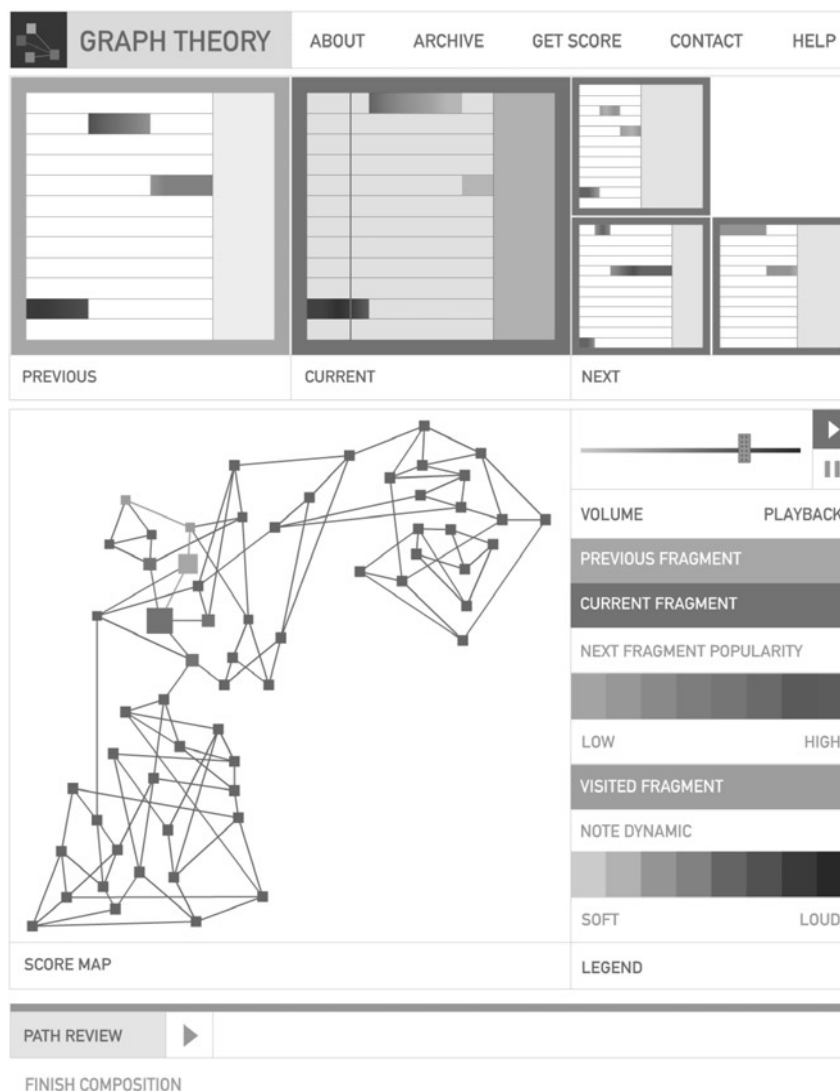 GRAPH THEORY ABOUT ARCHIVE GET SCORE CONTACT HELP
PREVIOUS CURRENT NEXT
VOLUME PLAYBACK
PREVIOUS FRAGMENT
CURRENT FRAGMENT
NEXT FRAGMENT POPULARITY
LOW HIGH
VISITED FRAGMENT
NOTE DYNAMIC
SOFT LOUD
SCORE MAP LEGEND
PATH REVIEW
FINISH COMPOSITION